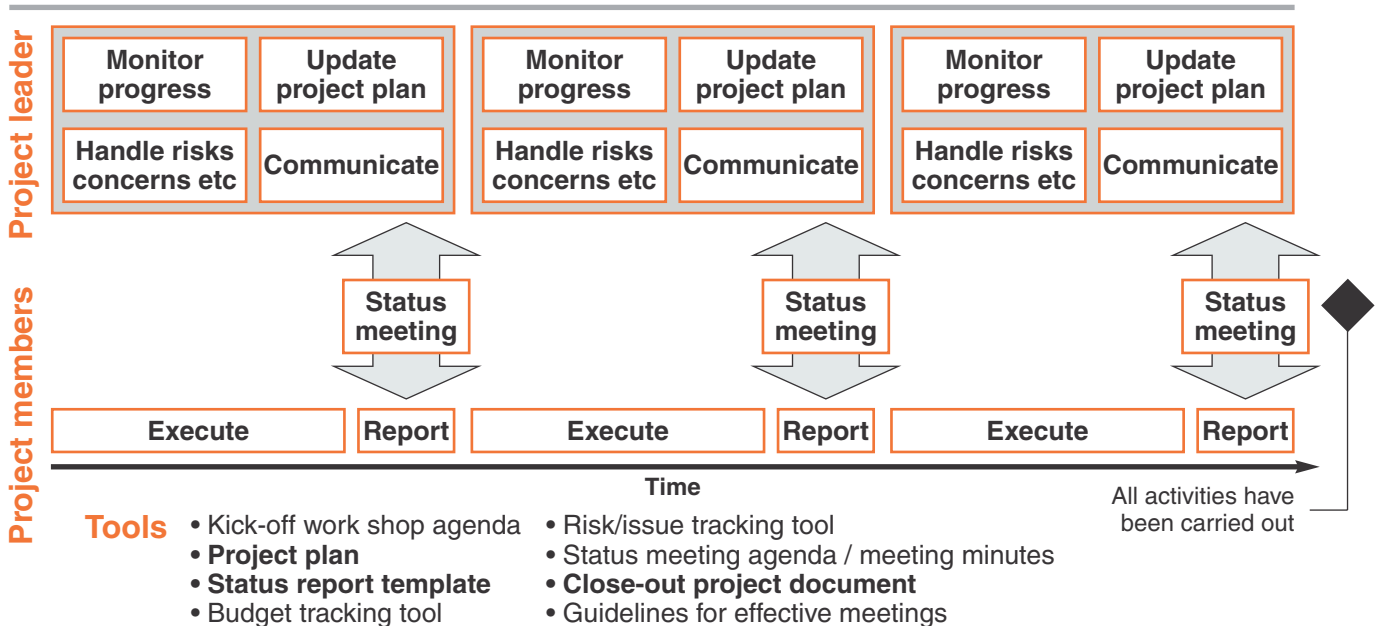 Project leader
Monitor
progress
Update
project plan
Handle risks
concerns etc
Communicate
Monitor
progress
Update
project plan
Handle risks
concerns etc
Communicate
Monitor
progress
Update
project plan
Handle risks
concerns etc
Communicate
Project members
Status
meeting
Status
meeting
Status
meeting
Execute
Report
Execute
Report
Execute
Report
Time
All activities have
been carried out
Tools
• Kick-off work shop agenda
• Project plan
• Status report template
• Budget tracking tool
• Risk/issue tracking tool
• Status meeting agenda / meeting minutes
• Close-out project document
• Guidelines for effective meetings